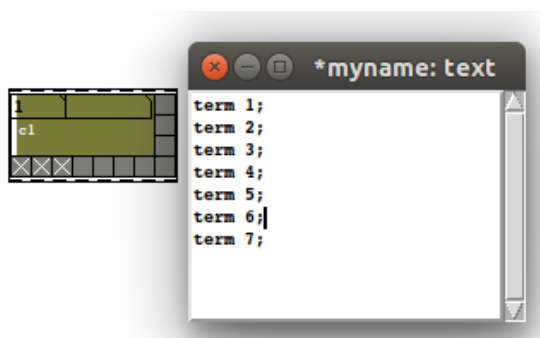 *myname: text
1
c1
term 1;
term 2;
term 3;
term 4;
term 5;
term 6;
term 7;